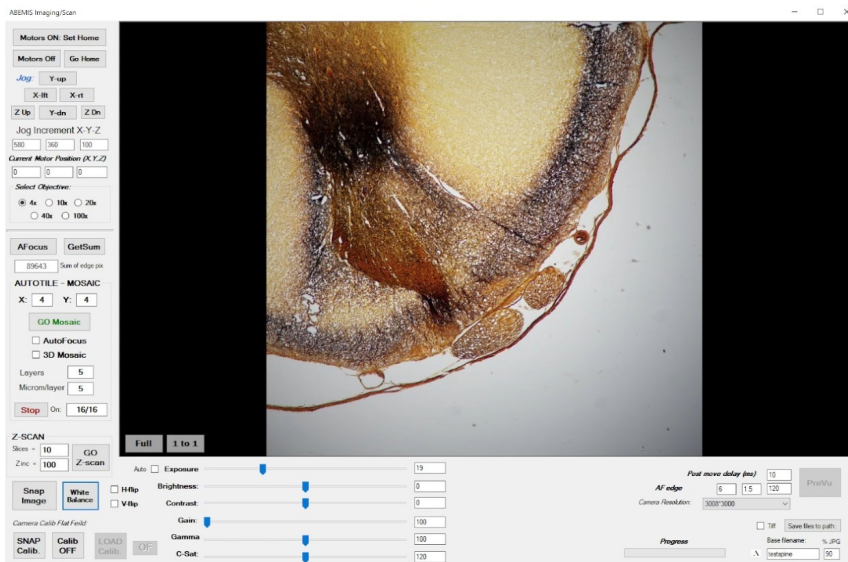 ABEMIS Imaging/Scan
Motors ON: Set Home
Motors Off Go Home
Jog: Y-up
X-lft X-rt
Z Up Y-dn Z Dn
Jog Increment X-Y-Z
580 360 100
Current Motor Position (X,Y,Z)
0 0 0
Select Objective:
4x 10x 20x
40x 100x
AFocus GetSum
89643 Sum of edge pix
AUTOTILE - MOSAIC
X: 4 Y: 4
GO Mosaic
AutoFocus
3D Mosaic
Layers 5
Microm/layer 5
Stop On: 16/16
Z-SCAN
Slices = 10
Z inc = 100
GO
Z-scan
Snap
Image
White
Balance
H-flip
V-flip
Camera Calib Flat Feild:
SNAP
Calib.
Calib
OFF
LOAD
Calib.
OF
Full 1 to 1
Auto Exposure 19
Brightness: 0
Contrast: 0
Gain: 100
Gamma 100
C-Sat: 120
Post move delay (ms) 10
AF edge 6 1.5 120
Camera Resolution: 3008*3000
PreVu
Tiff Save files to path:
Progress
Base filename: % JPG
A testapine 90